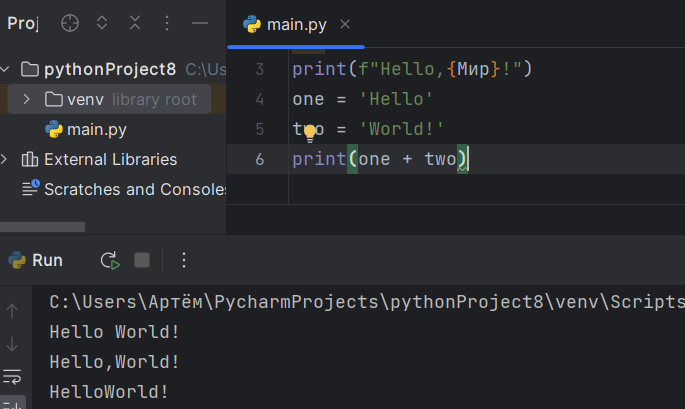 Proj
main.py
pythonProject8 C:\Us
venv library root
main.py
External Libraries
Scratches and Console
3 print(f"Hello,{Мир}!")
4 one = 'Hello'
5 two = 'World!'
6 print(one + two)
Run
C:\Users\Артём\PycharmProjects\pythonProject8\venv\Scripts
Hello World!
Hello,World!
HelloWorld!